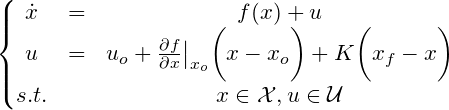 ẋ = f(x) + u
u = u_o + ∂f/∂x|_{x_o} (x − x_o) + K (x_f − x)
s.t. x ∈ 𝒳, u ∈ 𝒰